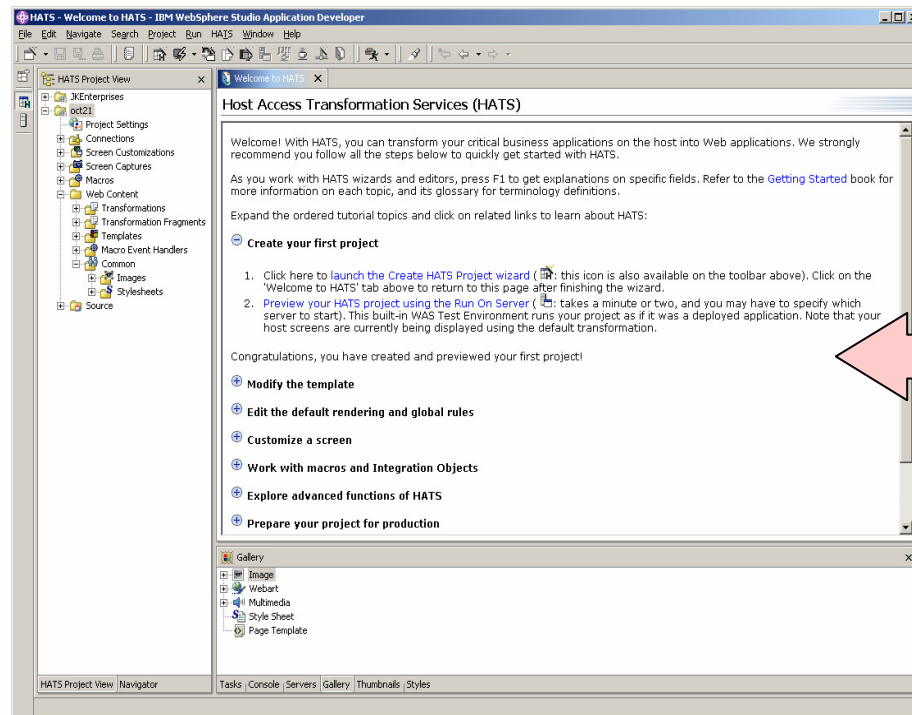 HATS - Welcome to HATS - IBM WebSphere Studio Application Developer
File Edit Navigate Search Project Run HATS Window Help
HATS Project View
JKEnterprises
oct21
Project Settings
Connections
Screen Customizations
Screen Captures
Macros
Web Content
Transformations
Transformation Fragments
Templates
Macro Event Handlers
Common
Images
Stylesheets
Source
HATS Project View Navigator
Welcome to HATS
Host Access Transformation Services (HATS)
Welcome! With HATS, you can transform your critical business applications on the host into Web applications. We strongly
recommend you follow all the steps below to quickly get started with HATS.
As you work with HATS wizards and editors, press F1 to get explanations on specific fields. Refer to the Getting Started book for
more information on each topic, and its glossary for terminology definitions.
Expand the ordered tutorial topics and click on related links to learn about HATS:
Create your first project
1. Click here to launch the Create HATS Project wizard ( : this icon is also available on the toolbar above). Click on the
'Welcome to HATS' tab above to return to this page after finishing the wizard.
2. Preview your HATS project using the Run On Server ( : takes a minute or two, and you may have to specify which
server to start). This built-in WAS Test Environment runs your project as if it was a deployed application. Note that your
host screens are currently being displayed using the default transformation.
Congratulations, you have created and previewed your first project!
Modify the template
Edit the default rendering and global rules
Customize a screen
Work with macros and Integration Objects
Explore advanced functions of HATS
Prepare your project for production
Gallery
Image
Webart
Multimedia
Style Sheet
Page Template
Tasks Console Servers Gallery Thumbnails Styles